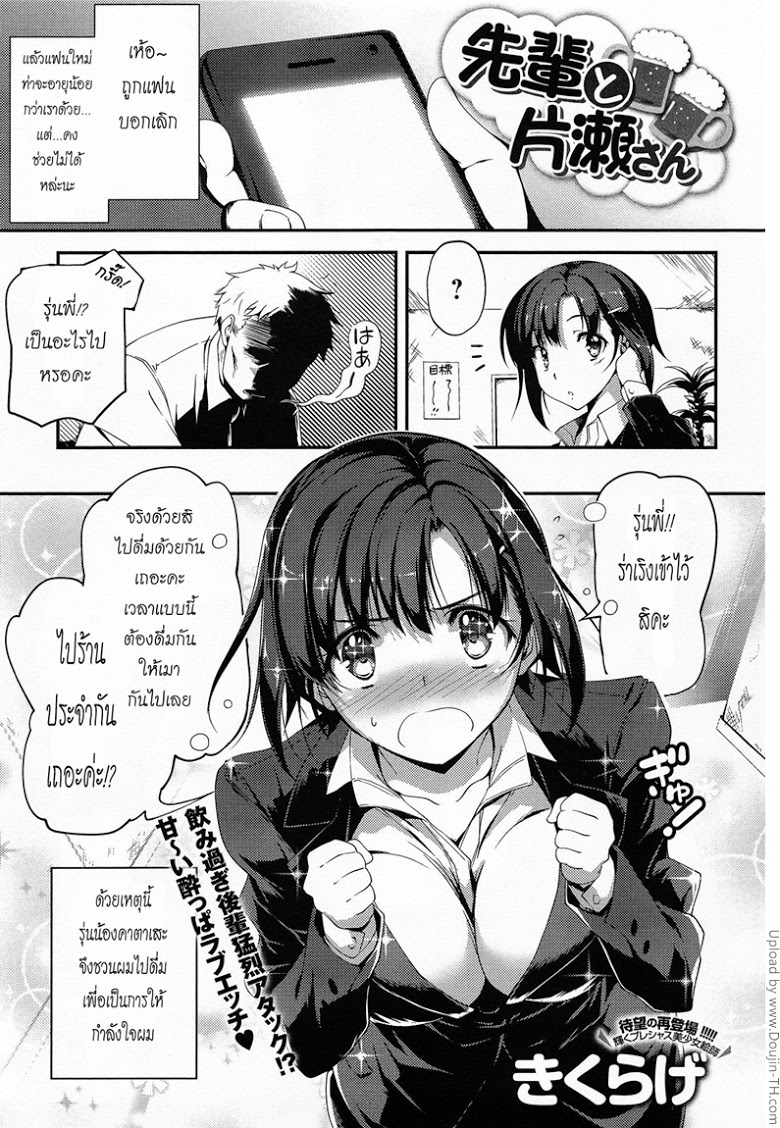 先輩と
片瀬さん
เห้อ~
ถูกแฟน
บอกเลิก
แล้วแฟนใหม่
ท่าจะอายุน้อย
กว่าเราด้วย...
แต่...คง
ช่วยไม่ได้
หล่ะนะ
?
目標
はあ
กรี๊ด!
รุ่นพี่!?
เป็นอะไรไป
หรอคะ
รุ่นพี่!!
ร่าเริงเข้าไว้
สิคะ
จริงด้วยสิ
ไปดื่มด้วยกัน
เถอะคะ
เวลาแบบนี้
ต้องดื่มกัน
ให้เมา
กันไปเลย
ไปร้าน
ประจำกัน
เถอะค่ะ!?
ぎゅ!
飲み過ぎ後輩猛烈アタック!?
甘〜い酔っぱラブエッチ♥
ด้วยเหตุนี้
รุ่นน้องคาตาเสะ
จึงชวนผมไปดื่ม
เพื่อเป็นการให้
กำลังใจผม
待望の再登場!!!!!
輝くプレシャス美少女絵師
きくらげ
Upload by www.Doujin-TH.com